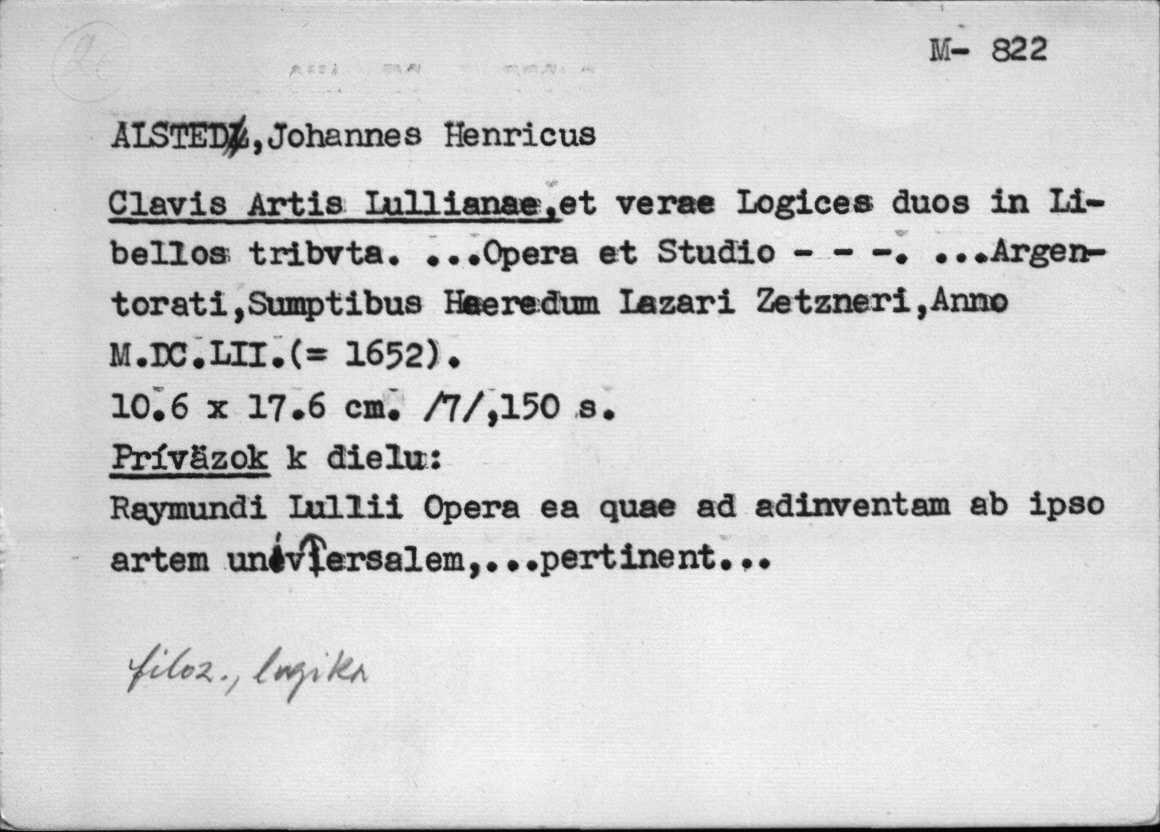 M- 822
ALSTED,Johannes Henricus
Clavis Artis Lullianae,et verae Logices duos in Li-
bellos tribvta. ...Opera et Studio - - -. ...Argen-
torati,Sumptibus Haeredum Lazari Zetzneri,Anno
M.DC.LII.(= 1652).
10.6 x 17.6 cm. /7/,150 s.
Príväzok k dielu:
Raymundi Lullii Opera ea quae ad adinventam ab ipso
artem universalem,...pertinent...
filoz., logika